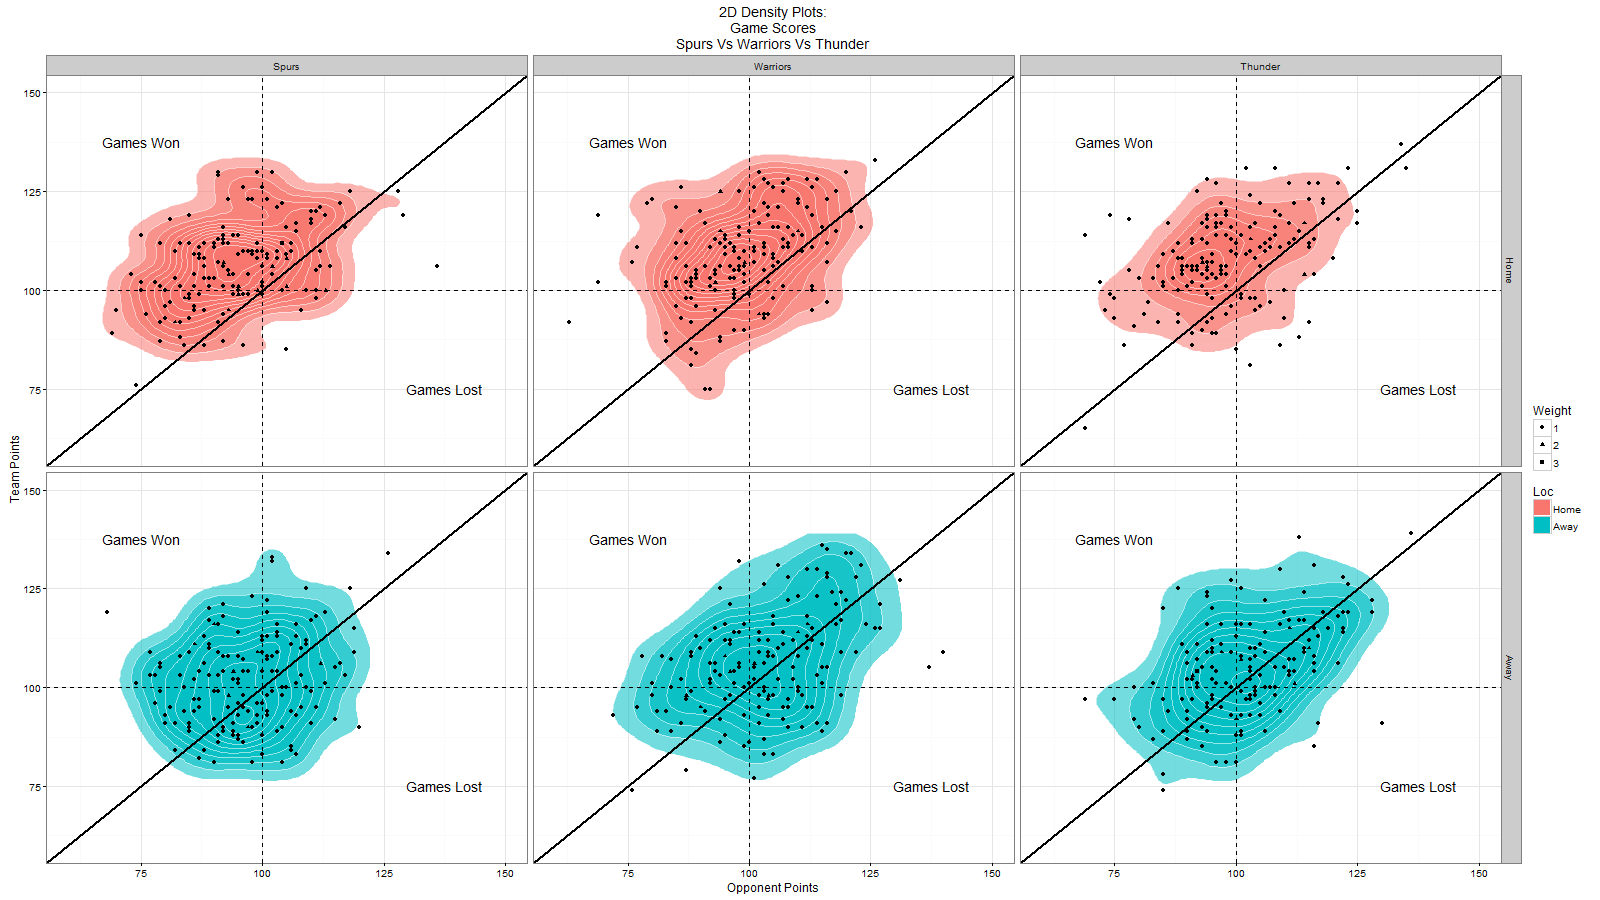 2D Density Plots:
Game Scores
Spurs Vs Warriors Vs Thunder
Spurs
Warriors
Thunder
150
125
100
75
Games Won
Games Lost
Games Won
Games Lost
Games Won
Games Lost
Home
Team Points
150
125
100
75
Games Won
Games Lost
Games Won
Games Lost
Games Won
Games Lost
Away
75
100
125
150
75
100
125
150
75
100
125
150
Opponent Points
Weight
1
2
3
Loc
Home
Away